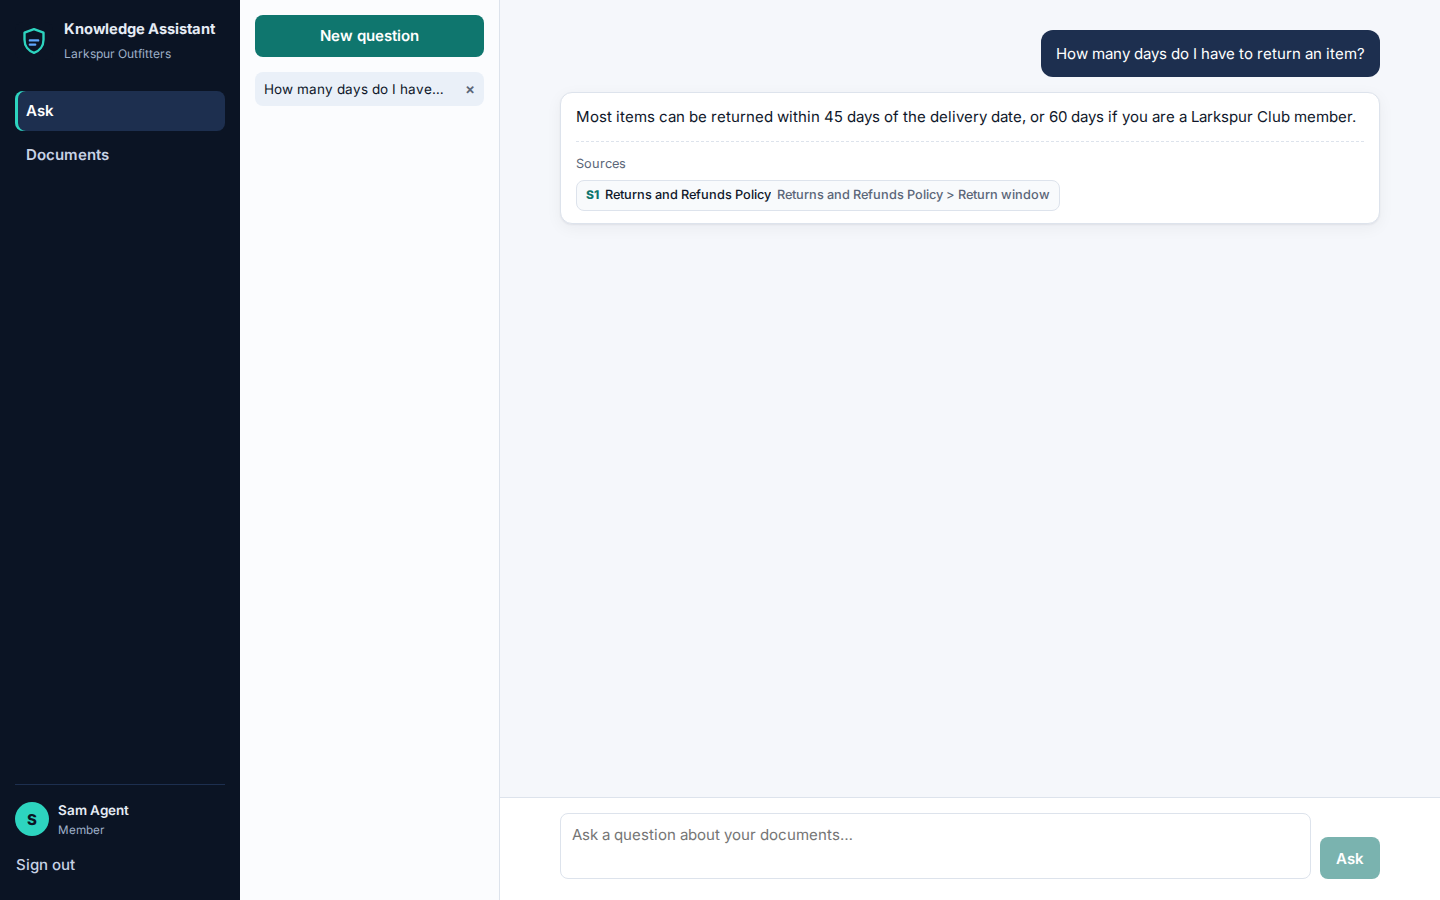 Knowledge Assistant
Larkspur Outfitters
Ask
Documents
Sam Agent
S
Member
Sign out
New question
How many days do I have... ×
How many days do I have to return an item?
Most items can be returned within 45 days of the delivery date, or 60 days if you are a Larkspur Club member.
Sources
S1 Returns and Refunds Policy Returns and Refunds Policy > Return window
Ask a question about your documents...
Ask